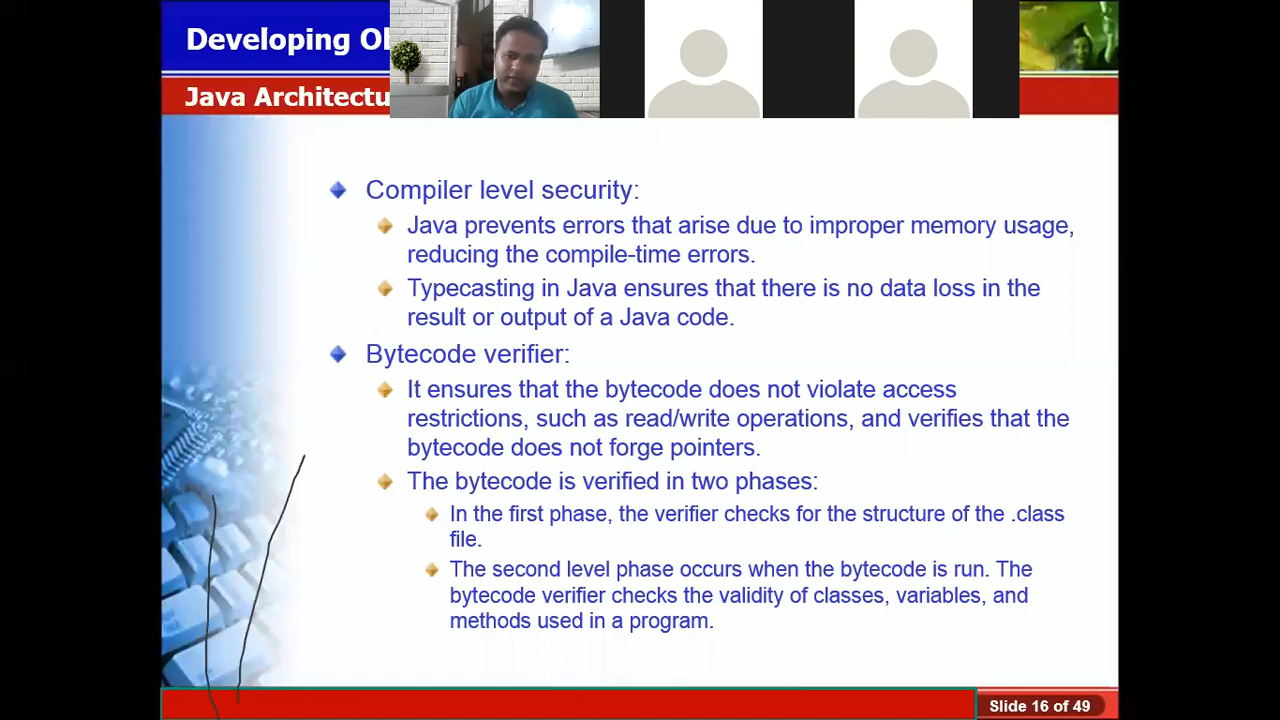 Developing O
Java Architectu
Compiler level security:
Java prevents errors that arise due to improper memory usage,
reducing the compile-time errors.
Typecasting in Java ensures that there is no data loss in the
result or output of a Java code.
Bytecode verifier:
It ensures that the bytecode does not violate access
restrictions, such as read/write operations, and verifies that the
bytecode does not forge pointers.
The bytecode is verified in two phases:
In the first phase, the verifier checks for the structure of the .class
file.
The second level phase occurs when the bytecode is run. The
bytecode verifier checks the validity of classes, variables, and
methods used in a program.
Slide 16 of 49